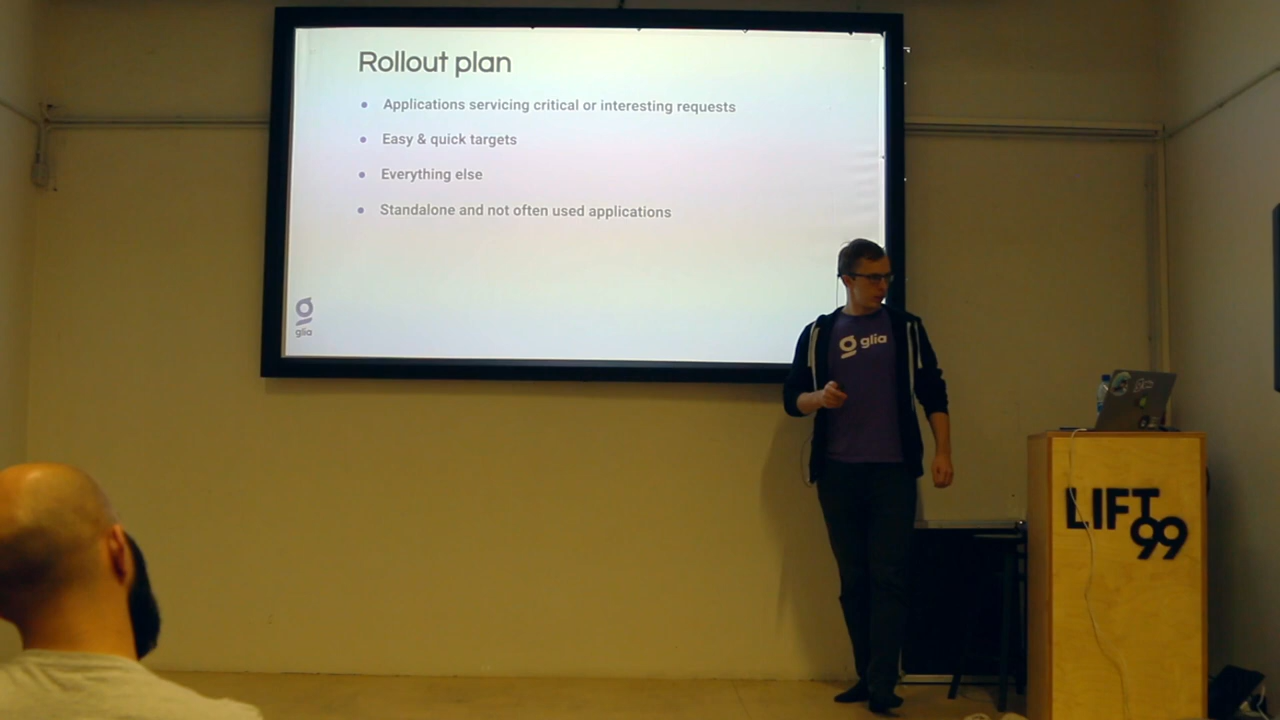 Rollout plan
Applications servicing critical or interesting requests
Easy & quick targets
Everything else
Standalone and not often used applications
glia
glia
LIFT
99